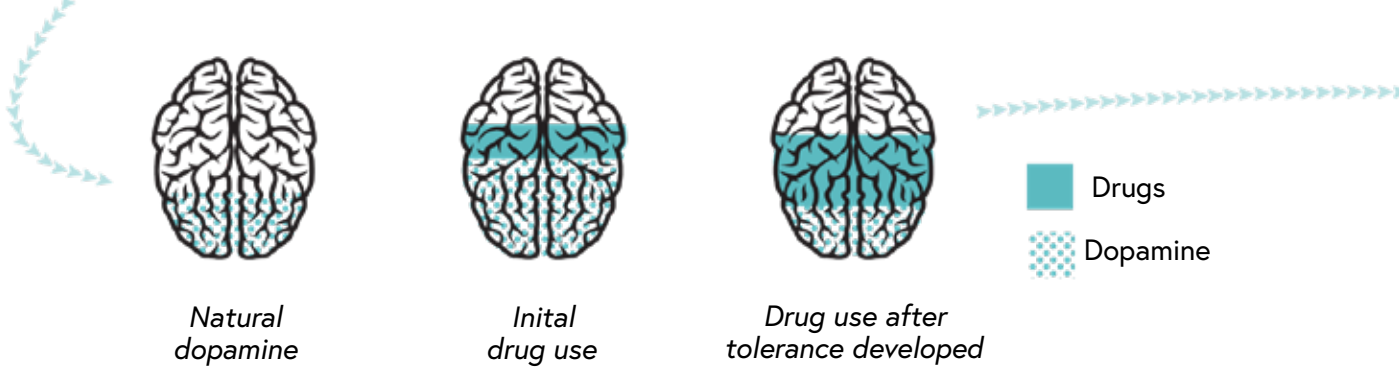 Drugs
Dopamine
Natural
dopamine
Inital
drug use
Drug use after
tolerance developed